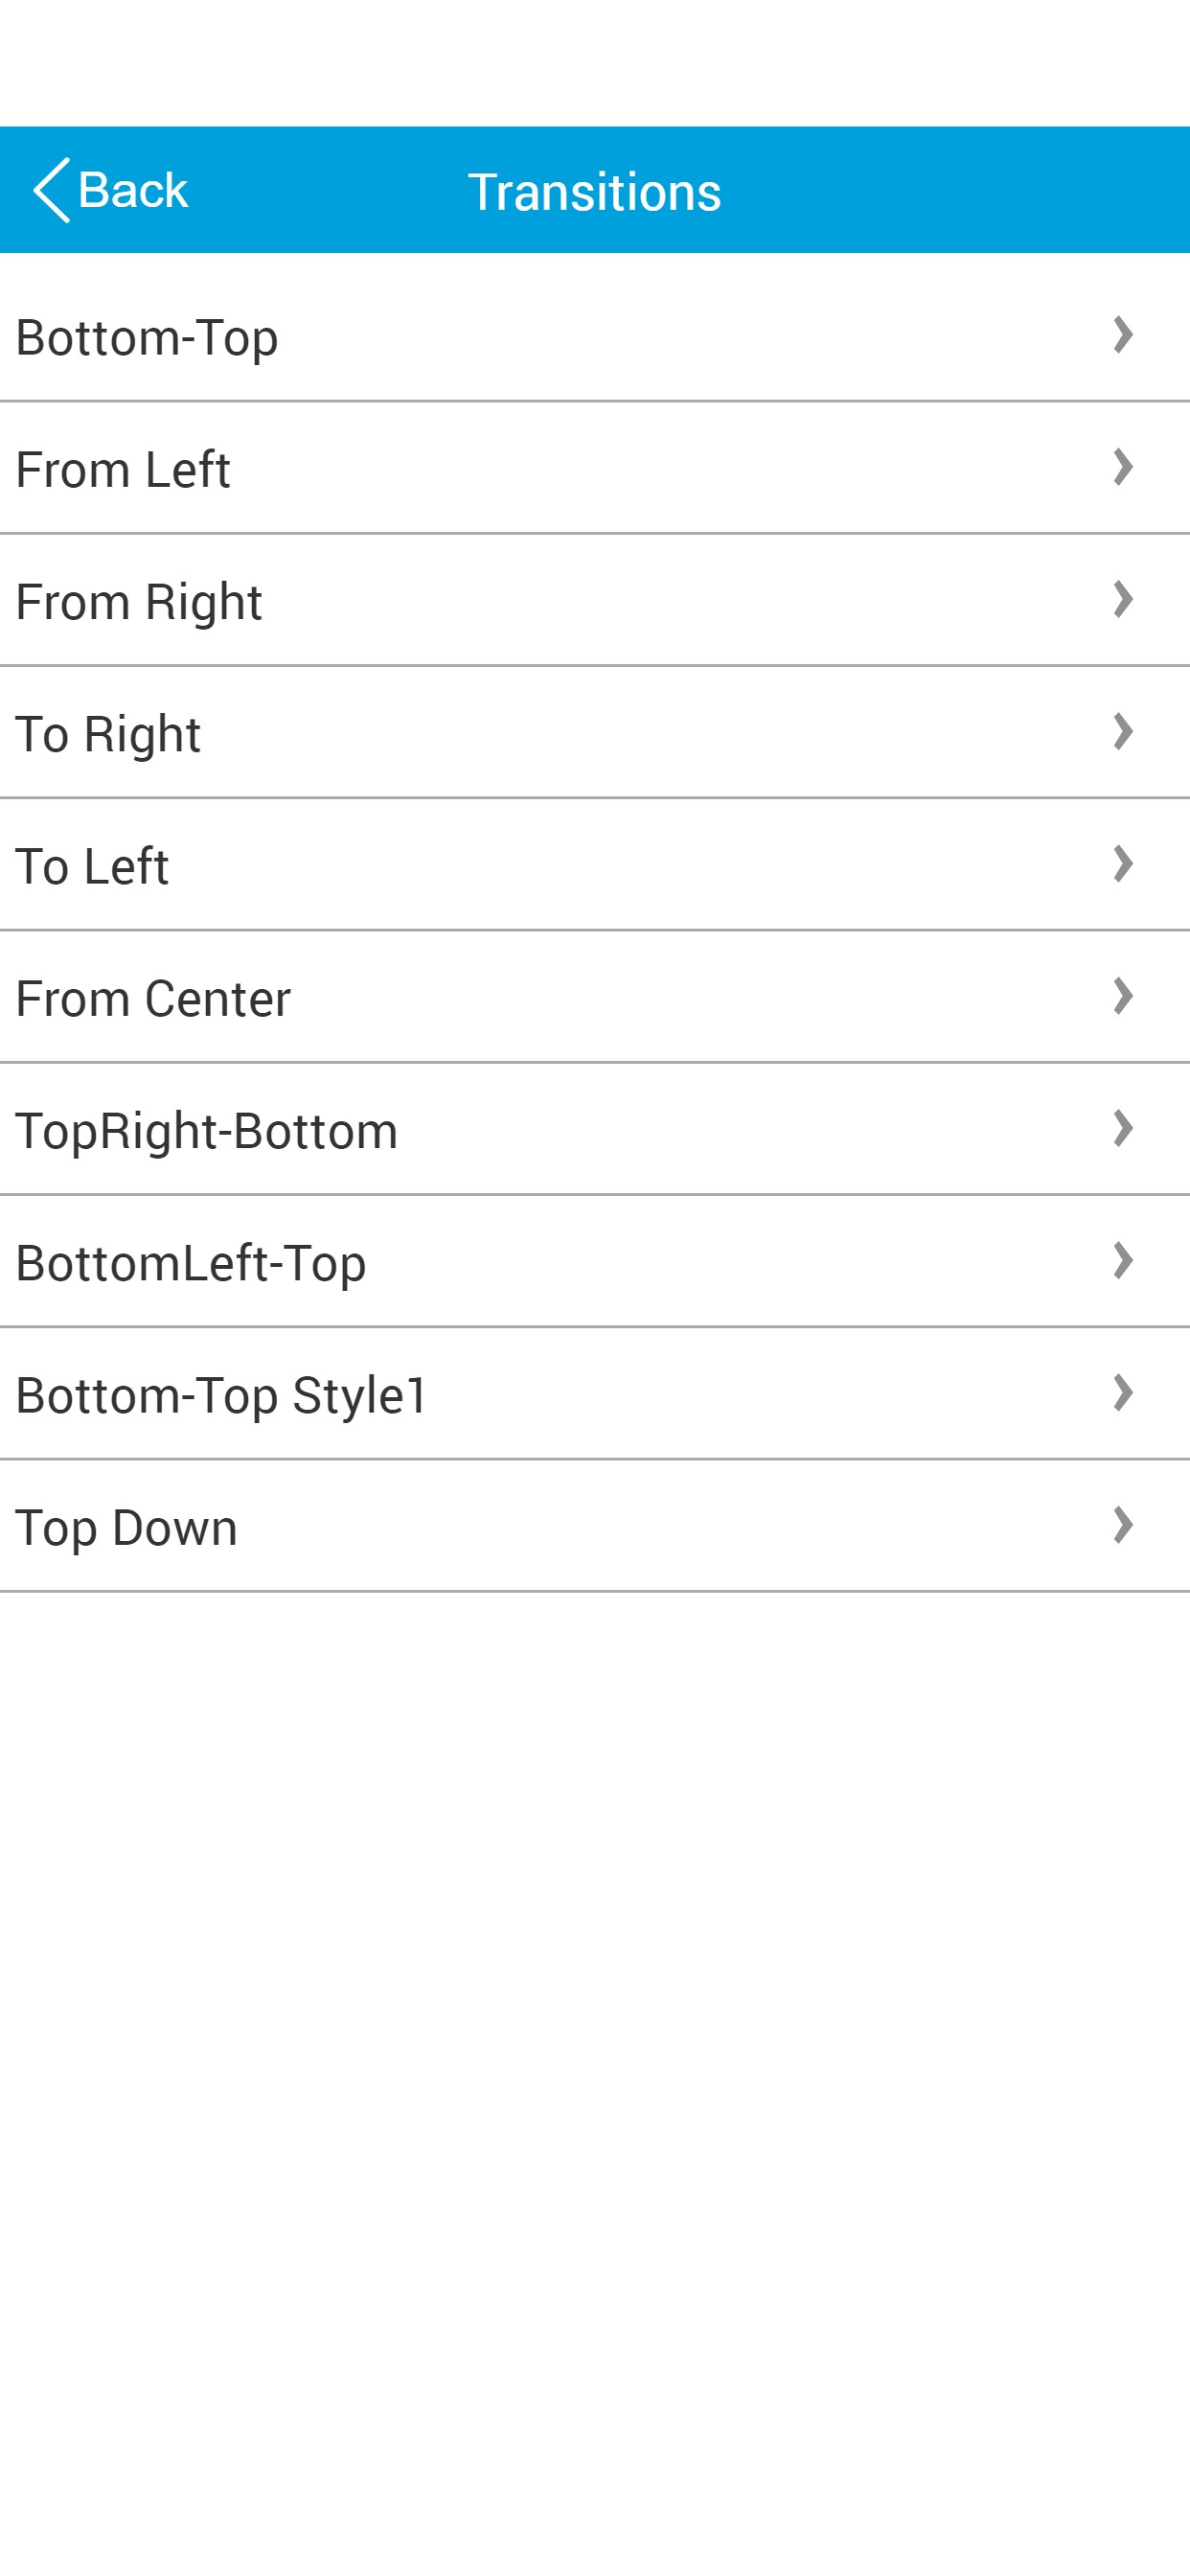 Back
Transitions
Bottom-Top
From Left
From Right
To Right
To Left
From Center
TopRight-Bottom
BottomLeft-Top
Bottom-Top Style1
Top Down